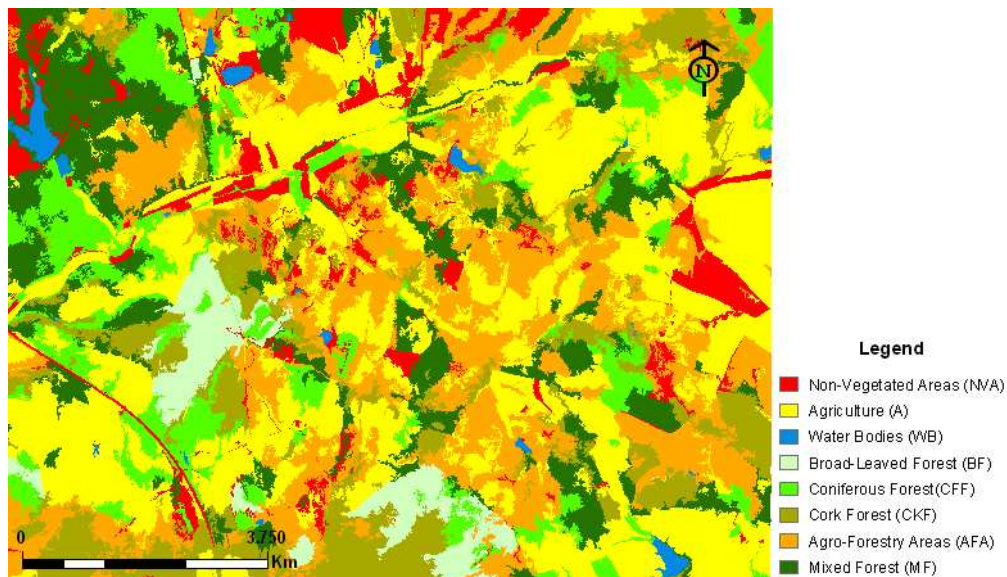 N
Legend
Non-Vegetated Areas (NVA)
Agriculture (A)
Water Bodies (WB)
Broad-Leaved Forest (BF)
Coniferous Forest(CFF)
Cork Forest (CKF)
Agro-Forestry Areas (AFA)
Mixed Forest (MF)
0 3.750
Km